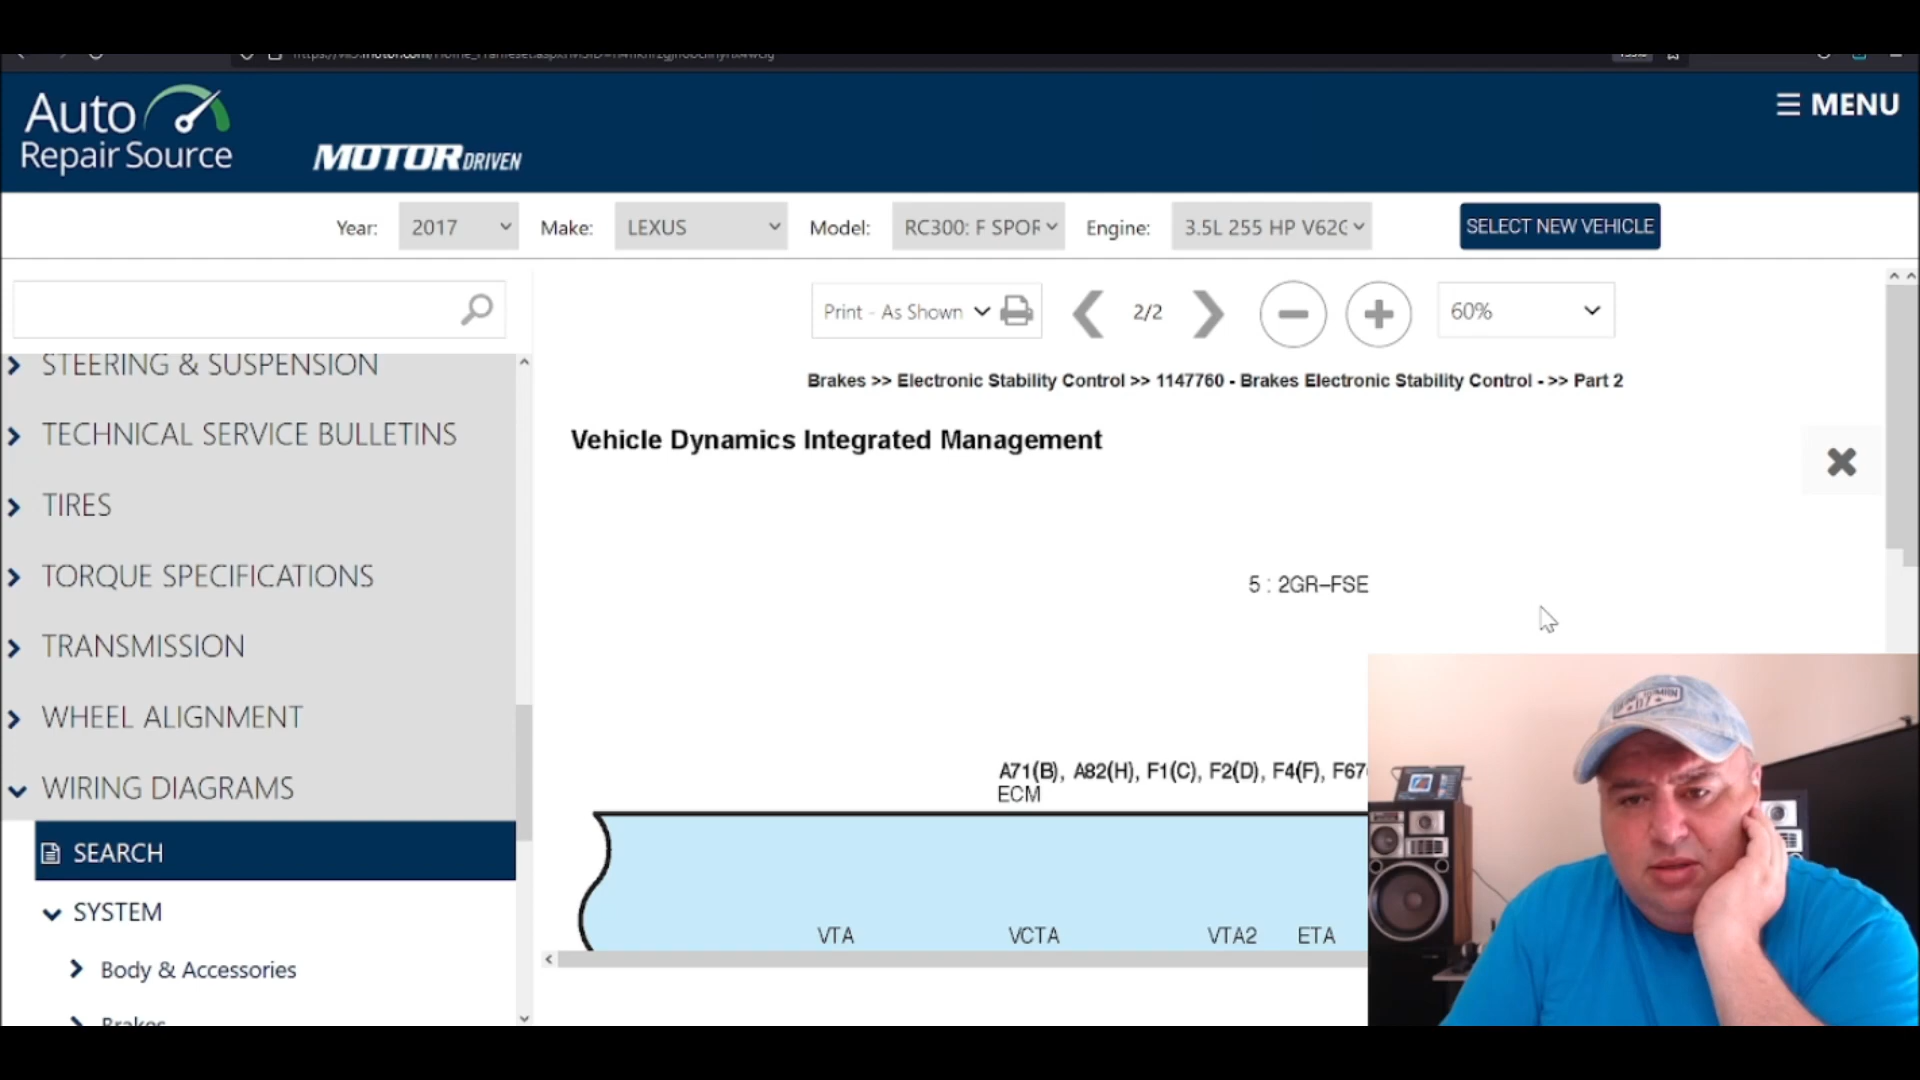 Auto
Repair Source
MOTOR DRIVEN
☰ MENU
Year: 2017 Make: LEXUS Model: RC300: F SPOR Engine: 3.5L 255 HP V62G SELECT NEW VEHICLE
Print - As Shown 2/2 60%
Brakes >> Electronic Stability Control >> 1147760 - Brakes Electronic Stability Control - >> Part 2
STEERING & SUSPENSION
TECHNICAL SERVICE BULLETINS
TIRES
TORQUE SPECIFICATIONS
TRANSMISSION
WHEEL ALIGNMENT
WIRING DIAGRAMS
SEARCH
SYSTEM
Body & Accessories
Brakes
Vehicle Dynamics Integrated Management
5 : 2GR-FSE
A71(B), A82(H), F1(C), F2(D), F4(F), F67
ECM
VTA VCTA VTA2 ETA